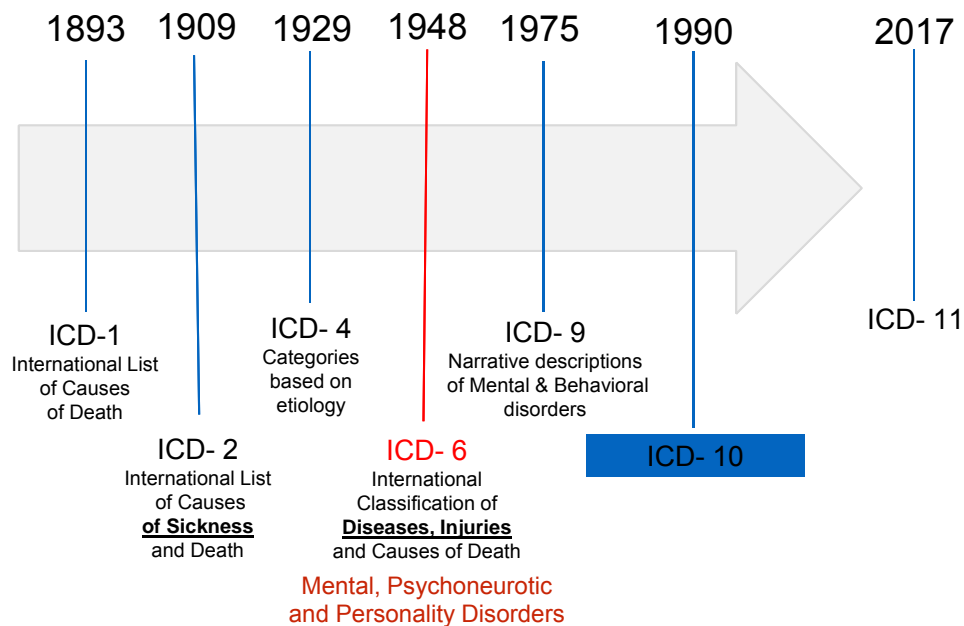 1893
1909
1929
1948
1975
1990
2017
ICD-1
International List
of Causes
of Death
ICD- 2
International List
of Causes
of Sickness
and Death
ICD- 4
Categories
based on
etiology
ICD- 6
International
Classification of
Diseases, Injuries
and Causes of Death
Mental, Psychoneurotic
and Personality Disorders
ICD- 9
Narrative descriptions
of Mental & Behavioral
disorders
ICD- 10
ICD- 11